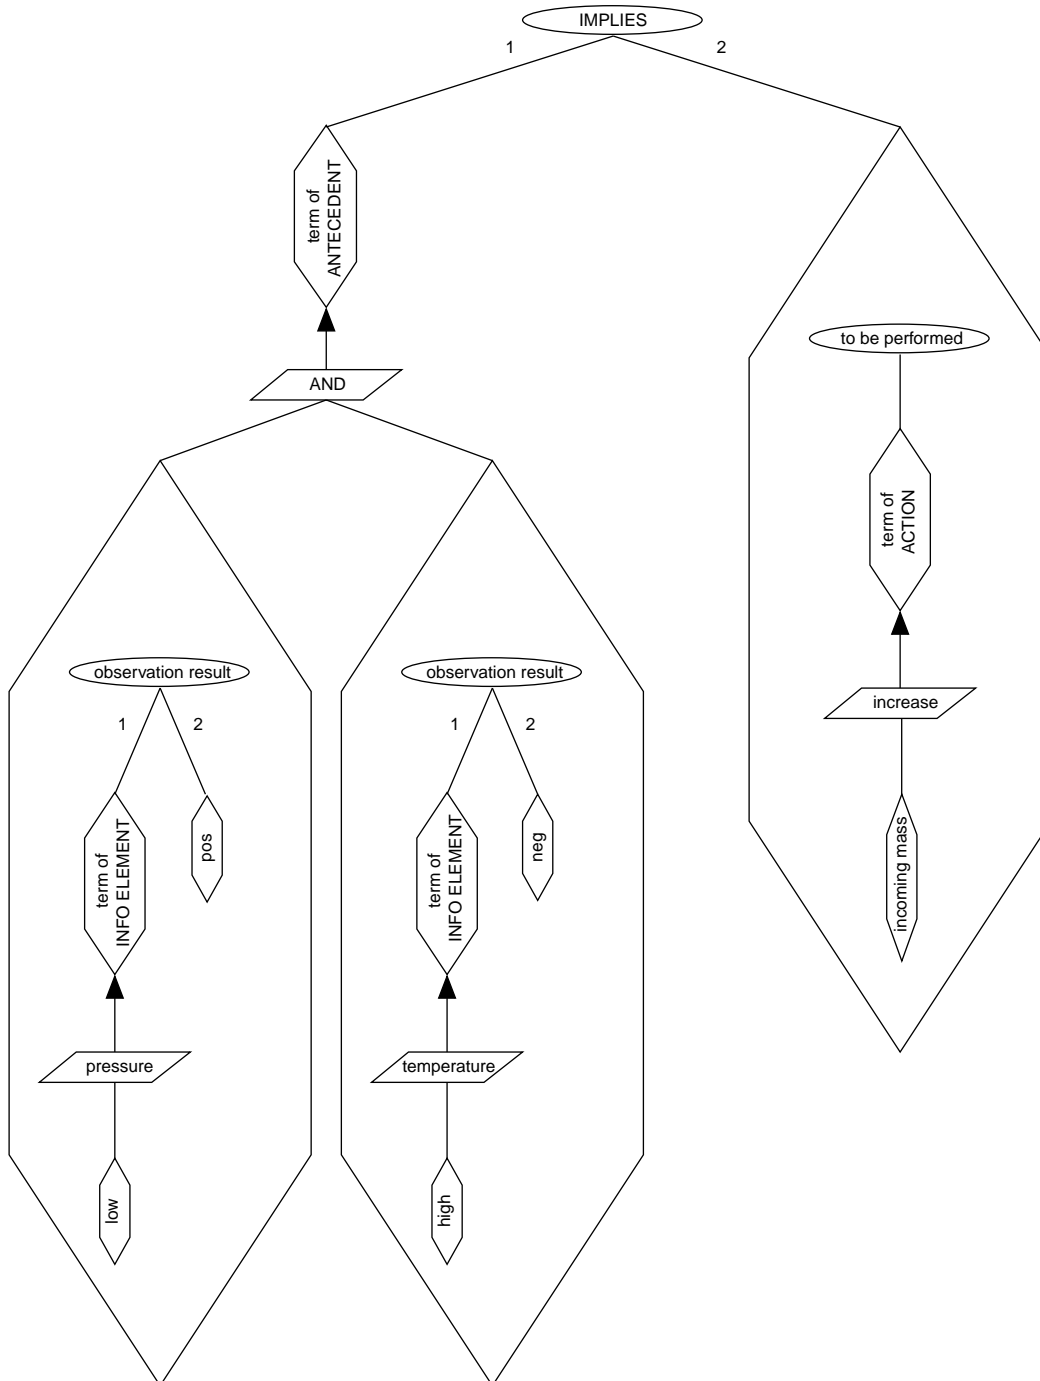 IMPLIES
1
2
term of
ANTECEDENT
to be performed
AND
term of
ACTION
observation result
observation result
increase
1
2
1
2
term of
INFO ELEMENT
pos
term of
INFO ELEMENT
neg
incoming mass
pressure
temperature
low
high